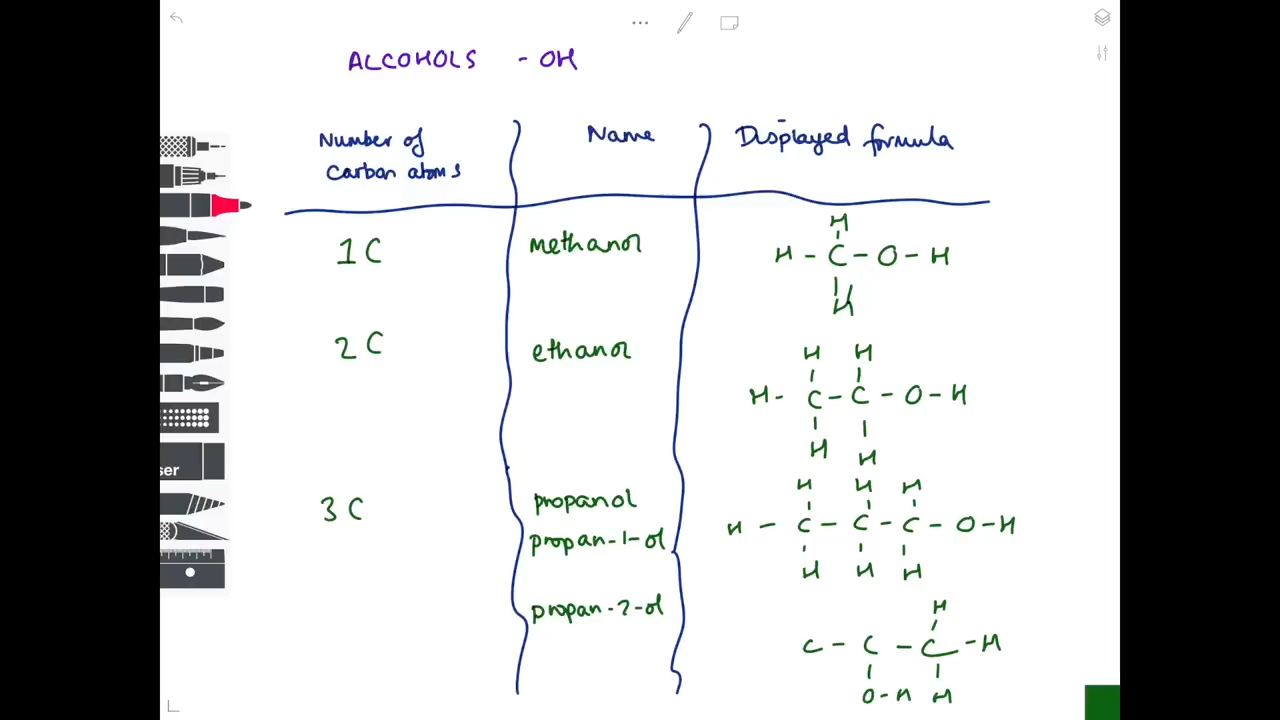 ALCOHOLS - OH
Number of carbon atoms
Name
Displayed formula
1 C
methanol
H
H - C - O - H
H
2 C
ethanol
H H
H - C - C - O - H
H H
3 C
propanol
propan-1-ol
H H H
H - C - C - C - O - H
H H H
propan-2-ol
H
C - C - C - H
O - H H
ser